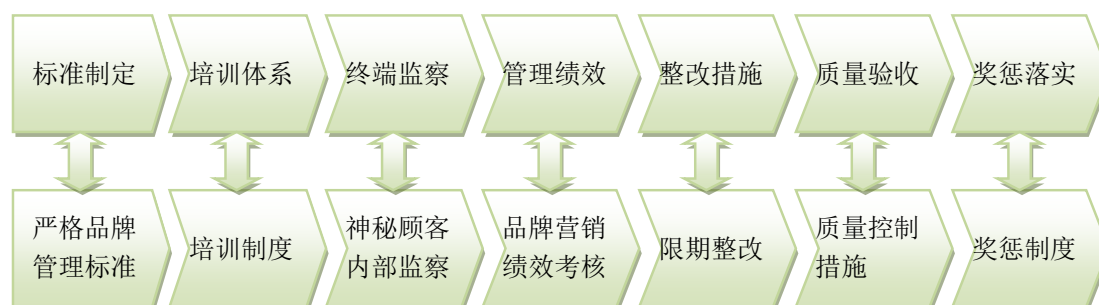 标准制定
培训体系
终端监察
管理绩效
整改措施
质量验收
奖惩落实
严格品牌
管理标准
培训制度
神秘顾客
内部监察
品牌营销
绩效考核
限期整改
质量控制
措施
奖惩制度